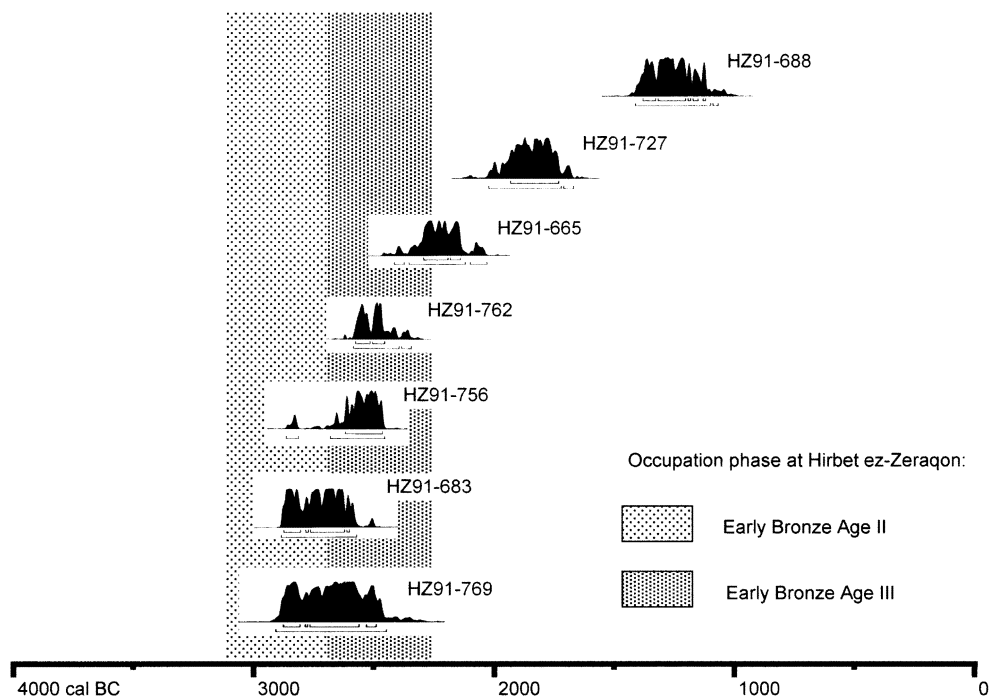 HZ91-688
HZ91-727
HZ91-665
HZ91-762
HZ91-756
HZ91-683
HZ91-769
Occupation phase at Hirbet ez-Zeraqon:
Early Bronze Age II
Early Bronze Age III
4000 cal BC 3000 2000 1000 0